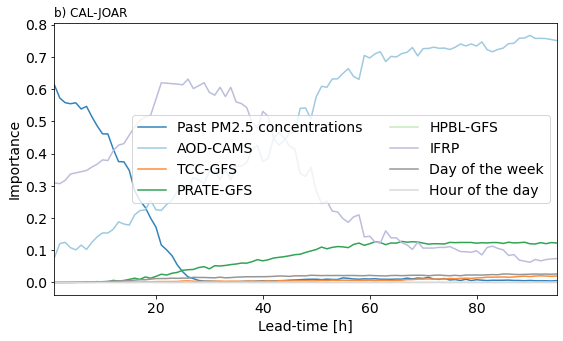 b) CAL-JOAR
0.8
0.7
0.6
0.5
0.4
0.3
0.2
0.1
0.0
Importance
Past PM2.5 concentrations
AOD-CAMS
TCC-GFS
PRATE-GFS
HPBL-GFS
IFRP
Day of the week
Hour of the day
20
40
60
80
Lead-time [h]